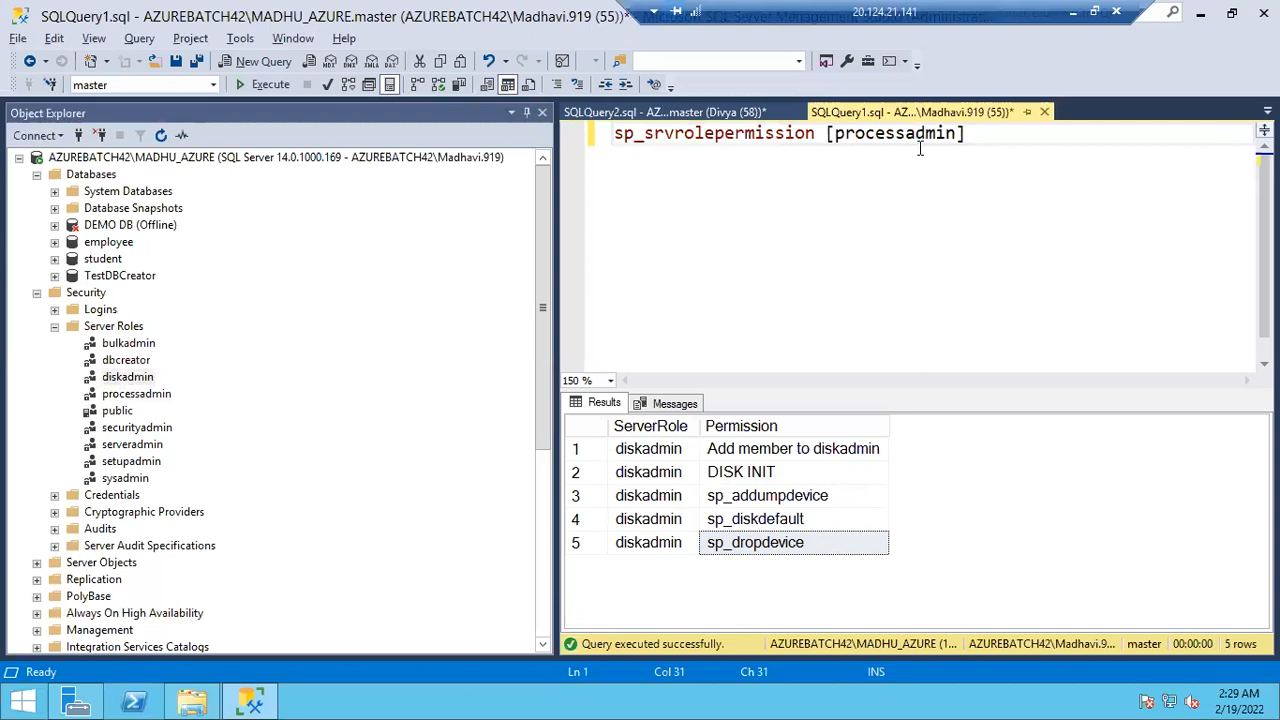 SQLQuery1.sql - AZUREBATCH42\MADHU_AZURE.master (AZUREBATCH42\Madhavi.919 (55))*
20.124.21.141
File Edit View Query Project Tools Window Help
New Query
master
Execute
Object Explorer
Connect
AZUREBATCH42\MADHU_AZURE (SQL Server 14.0.1000.169 - AZUREBATCH42\Madhavi.919)
Databases
System Databases
Database Snapshots
DEMO DB (Offline)
employee
student
TestDBCreator
Security
Logins
Server Roles
bulkadmin
dbcreator
diskadmin
processadmin
public
securityadmin
serveradmin
setupadmin
sysadmin
Credentials
Cryptographic Providers
Audits
Server Audit Specifications
Server Objects
Replication
PolyBase
Always On High Availability
Management
Integration Services Catalogs
SQLQuery2.sql - AZ...master (Divya (58))*
SQLQuery1.sql - AZ...\Madhavi.919 (55))*
sp_srvrolepermission [processadmin]
150 %
Results Messages
ServerRole Permission
1 diskadmin Add member to diskadmin
2 diskadmin DISK INIT
3 diskadmin sp_addumpdevice
4 diskadmin sp_diskdefault
5 diskadmin sp_dropdevice
Query executed successfully. AZUREBATCH42\MADHU_AZURE (1... AZUREBATCH42\Madhavi.9... master 00:00:00 5 rows
Ready Ln 1 Col 31 Ch 31 INS
2:29 AM
2/19/2022